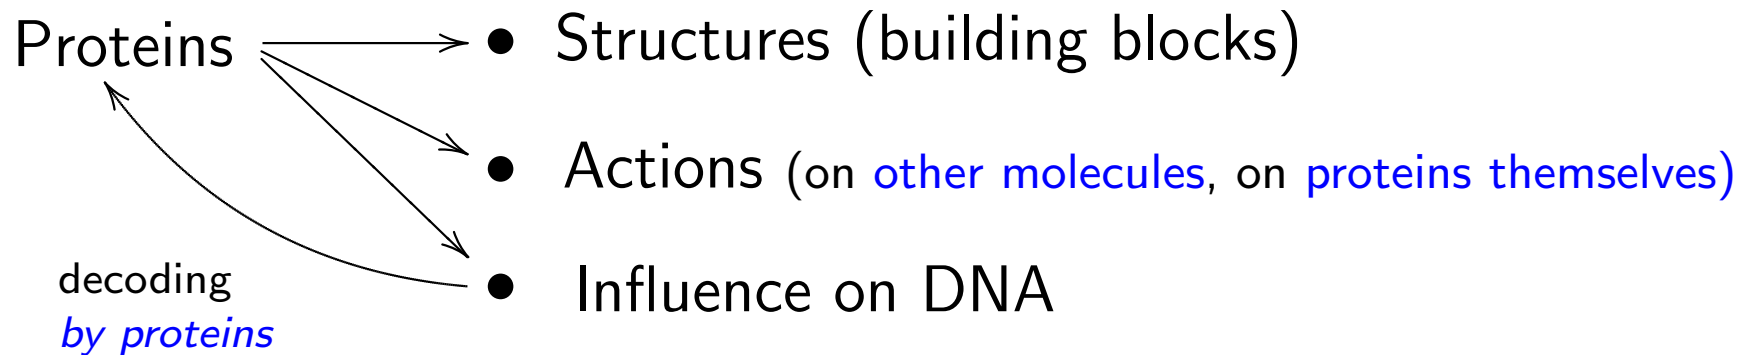 Proteins • Structures (building blocks)
• Actions (on other molecules, on proteins themselves)
decoding
by proteins
• Influence on DNA